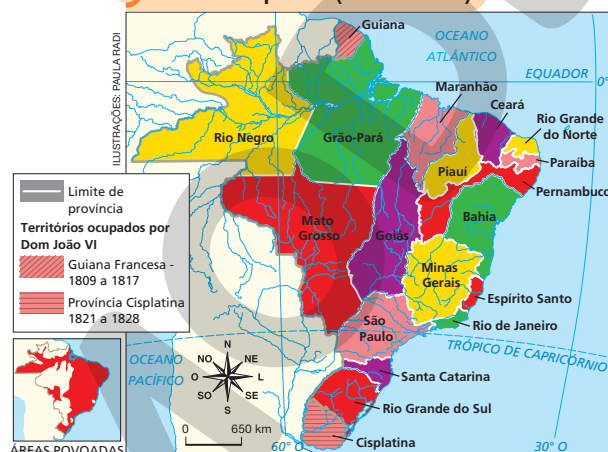 Guiana
OCEANO
ATLÂNTICO
EQUADOR
0°
Maranhão
Ceará
Rio Grande
do Norte
Rio Negro
Grão-Pará
Paraíba
Piauí
Pernambuco
ILUSTRAÇÕES: PAULA RADI
Limite de
província
Territórios ocupados por
Dom João VI
Guiana Francesa -
1809 a 1817
Província Cisplatina
1821 a 1828
Mato
Grosso
Goiás
Bahia
Minas
Gerais
Espírito Santo
São
Paulo
Rio de Janeiro
TRÓPICO DE CAPRICÓRNIO
OCEANO
PACÍFICO
N
NO
NE
O
L
SO
SE
S
Santa Catarina
Rio Grande do Sul
Cisplatina
0
650 km
60° O
30° O
ÁREAS POVOADAS